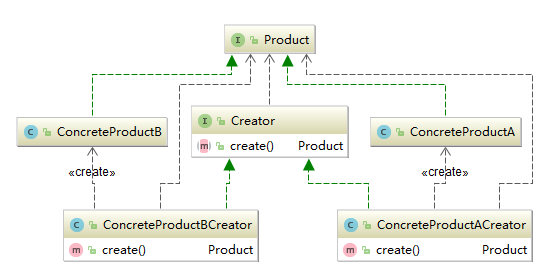 I Product
C ConcreteProductB
I Creator
m create() Product
C ConcreteProductA
«create»
«create»
C ConcreteProductBCreator
m create() Product
C ConcreteProductACreator
m create() Product